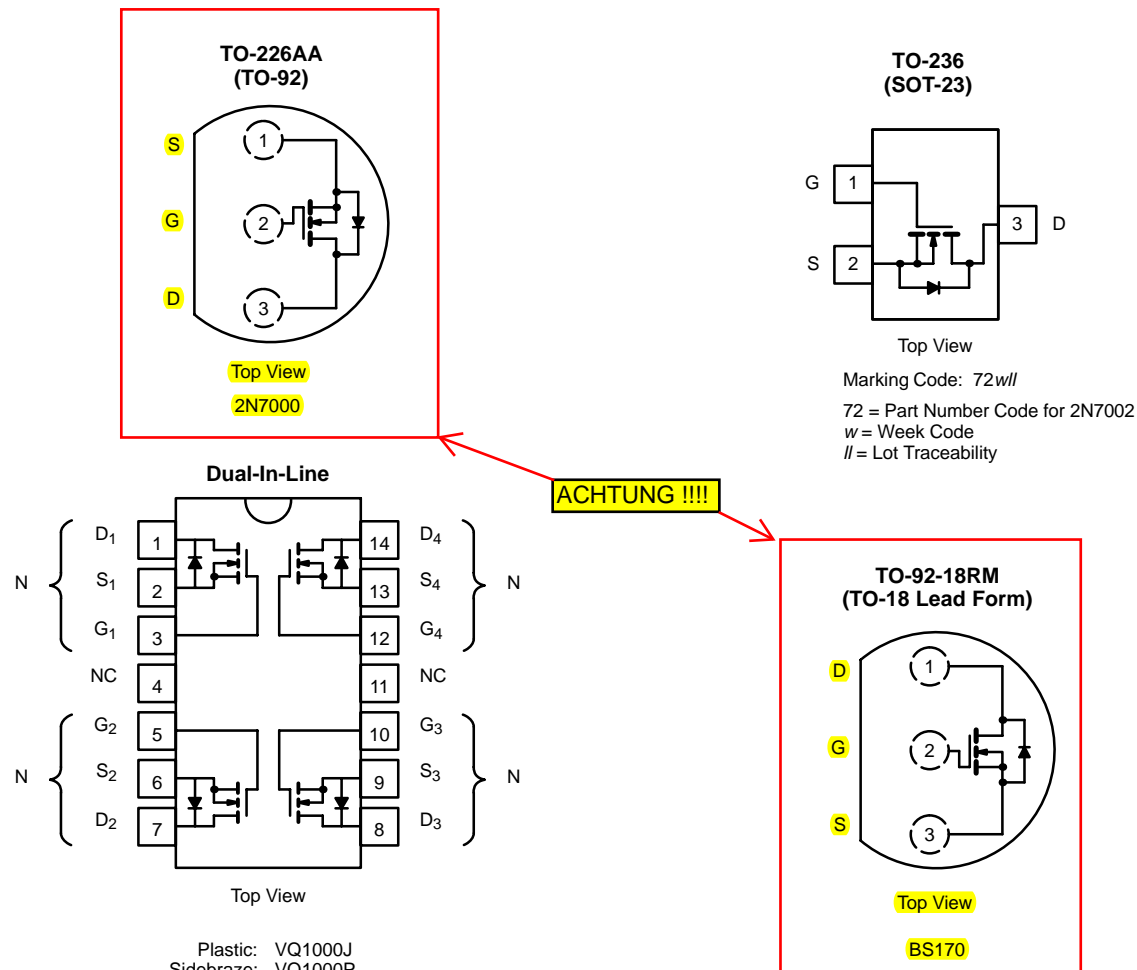 TO-226AA
(TO-92)
S
1
G
2
D
3
Top View
2N7000
TO-236
(SOT-23)
G
1
3
D
S
2
Top View
Marking Code: 72wll
72 = Part Number Code for 2N7002
w = Week Code
ll = Lot Traceability
ACHTUNG !!!!
Dual-In-Line
D1
1
14
D4
N
S1
2
13
S4
N
G1
3
12
G4
NC
4
11
NC
G2
5
10
G3
N
S2
6
9
S3
N
D2
7
8
D3
Top View
Plastic: VQ1000J
Sidebraze: VQ1000P
TO-92-18RM
(TO-18 Lead Form)
D
1
G
2
S
3
Top View
BS170